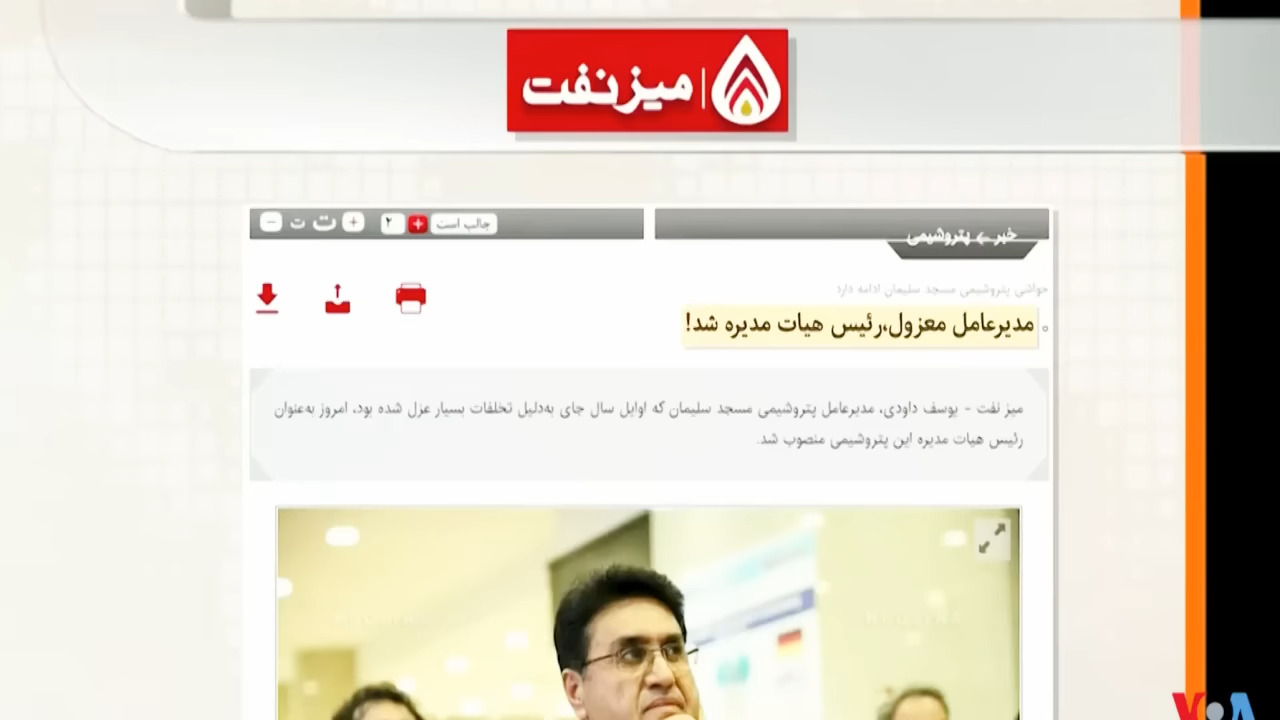 میز نفت
خبر ← پتروشیمی
جالب است + ۲ + ت ت −
حواشی پتروشیمی مسجد سلیمان ادامه دارد
مدیرعامل معزول،رئیس هیات مدیره شد!
میز نفت - یوسف داودی، مدیرعامل پتروشیمی مسجد سلیمان که اوایل سال جای به‌دلیل تخلفات بسیار عزل شده بود، امروز به‌عنوان
رئیس هیات مدیره این پتروشیمی منصوب شد.
VOA